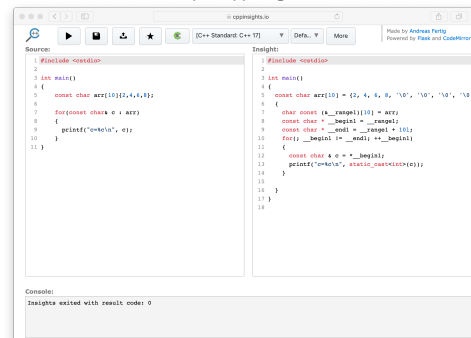 cppinsights.io
[C++ Standard: C++ 17]
Defa..
More
Made by Andreas Fertig
Powered by Flask and CodeMirror
Source:
1 #include <cstdio>
2
3 int main()
4 {
5 const char arr[10]{2,4,6,8};
6
7 for(const char& c : arr)
8 {
9 printf("c=%c\n", c);
10 }
11 }
Insight:
1 #include <cstdio>
2
3 int main()
4 {
5 const char arr[10] = {2, 4, 6, 8, '\0', '\0', '\0', '\0
6 {
7 char const (&__range1)[10] = arr;
8 const char * __begin1 = __range1;
9 const char * __end1 = __range1 + 10l;
10 for(; __begin1 != __end1; ++__begin1)
11 {
12 const char & c = *__begin1;
13 printf("c=%c\n", static_cast<int>(c));
14 }
15
16 }
17 }
18
Console:
Insights exited with result code: 0